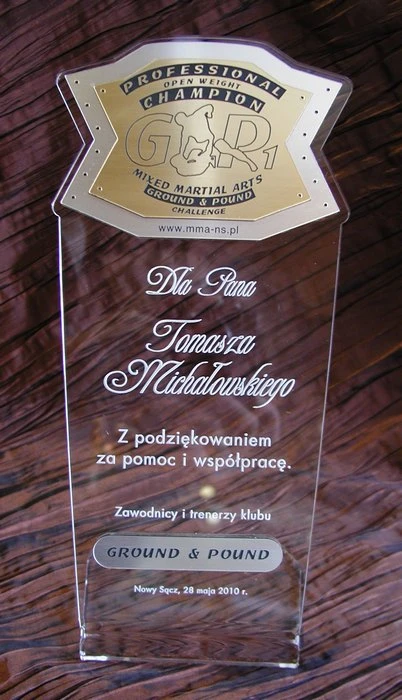 PROFESSIONAL
OPEN WEIGHT
CHAMPION
G&R1
MIXED MARTIAL ARTS
GROUND & POUND
CHALLENGE
www.mma-ns.pl
Dla Pana
Tomasza
Michałowskiego
Z podziękowaniem
za pomoc i współpracę.
Zawodnicy i trenerzy klubu
GROUND & POUND
Nowy Sącz, 28 maja 2010 r.